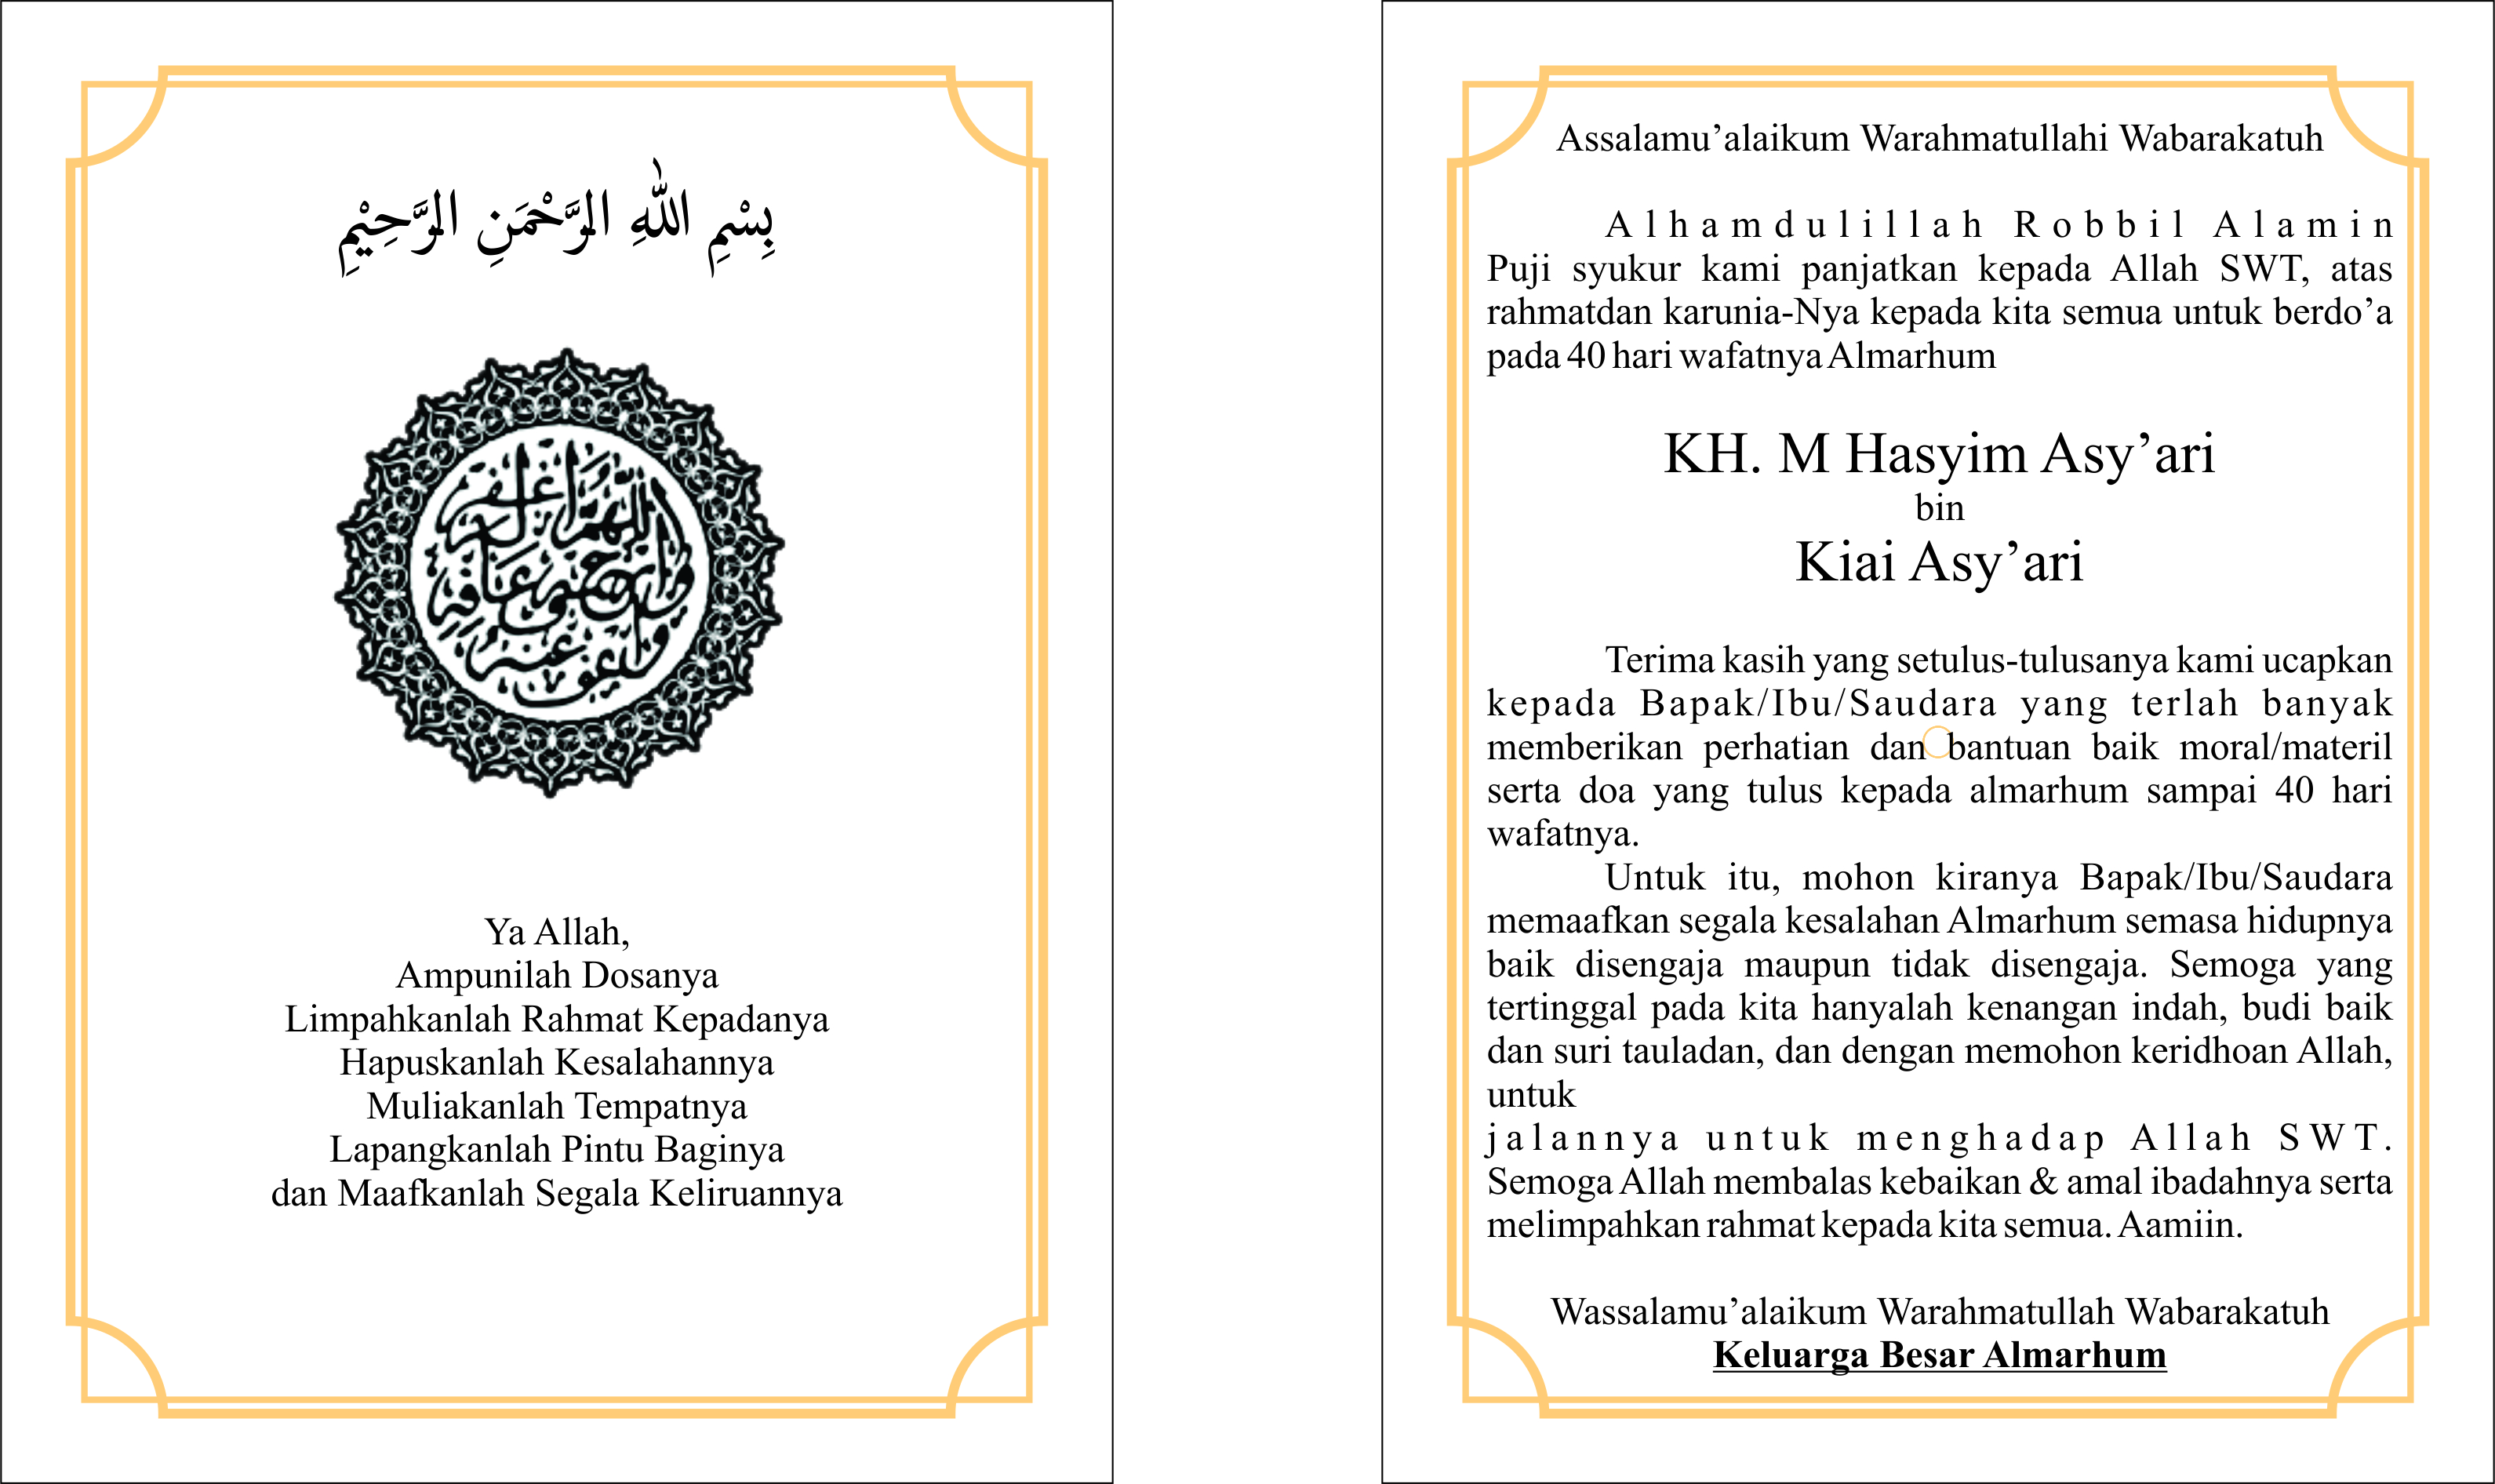 بِسْمِ اللهِ الرَّحْمَنِ الرَّحِيْمِ
اللهم اغفر له
وارحمه وعافه
واعف عنه
Ya Allah,
Ampunilah Dosanya
Limpahkanlah Rahmat Kepadanya
Hapuskanlah Kesalahannya
Muliakanlah Tempatnya
Lapangkanlah Pintu Baginya
dan Maafkanlah Segala Keliruannya
Assalamu’alaikum Warahmatullahi Wabarakatuh
Alhamdulillah Robbil Alamin
Puji syukur kami panjatkan kepada Allah SWT, atas
rahmatdan karunia-Nya kepada kita semua untuk berdo’a
pada 40 hari wafatnya Almarhum
KH. M Hasyim Asy’ari
bin
Kiai Asy’ari
Terima kasih yang setulus-tulusanya kami ucapkan
kepada Bapak/Ibu/Saudara yang terlah banyak
memberikan perhatian dan bantuan baik moral/materil
serta doa yang tulus kepada almarhum sampai 40 hari
wafatnya.
Untuk itu, mohon kiranya Bapak/Ibu/Saudara
memaafkan segala kesalahan Almarhum semasa hidupnya
baik disengaja maupun tidak disengaja. Semoga yang
tertinggal pada kita hanyalah kenangan indah, budi baik
dan suri tauladan, dan dengan memohon keridhoan Allah,
untuk
jalannya untuk menghadap Allah SWT.
Semoga Allah membalas kebaikan & amal ibadahnya serta
melimpahkan rahmat kepada kita semua. Aamiin.
Wassalamu’alaikum Warahmatullah Wabarakatuh
Keluarga Besar Almarhum